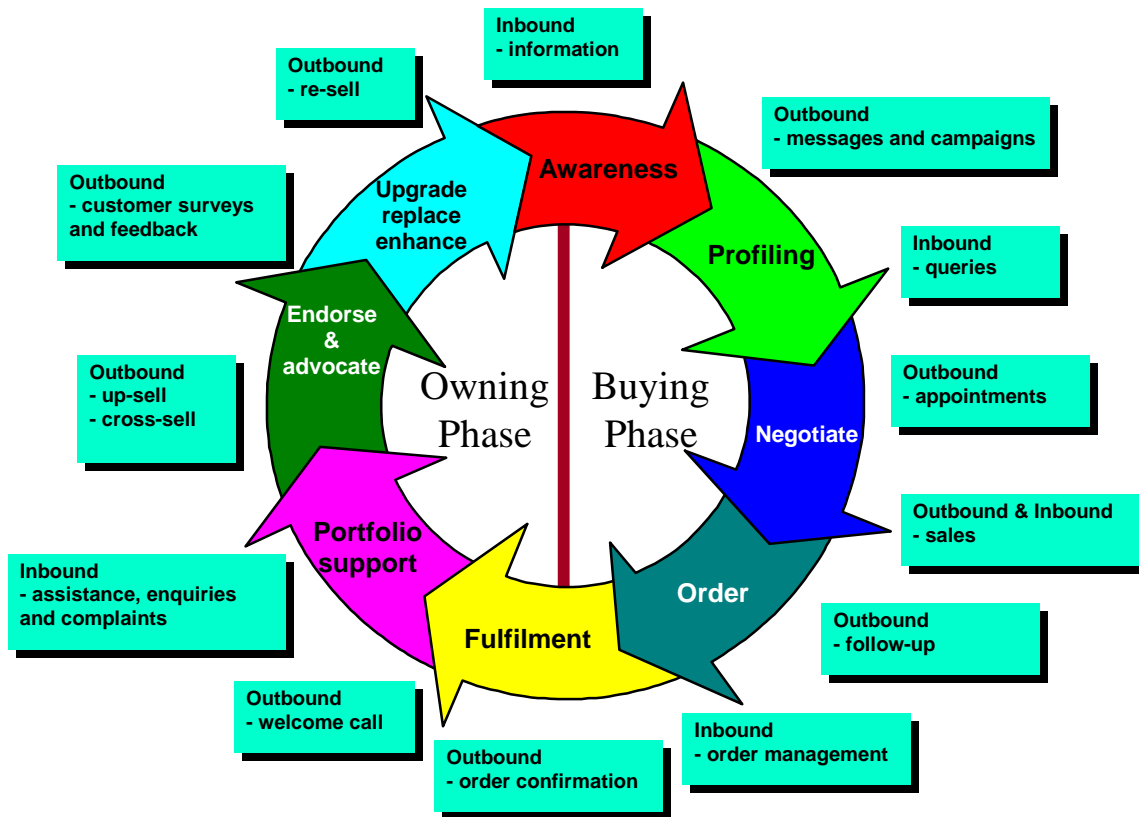 Inbound
- information
Outbound
- re-sell
Outbound
- messages and campaigns
Awareness
Upgrade
replace
enhance
Outbound
- customer surveys
and feedback
Profiling
Inbound
- queries
Endorse
&
advocate
Outbound
- up-sell
- cross-sell
Owning
Phase
Buying
Phase
Outbound
- appointments
Negotiate
Outbound & Inbound
- sales
Portfolio
support
Inbound
- assistance, enquiries
and complaints
Order
Fulfilment
Outbound
- follow-up
Outbound
- welcome call
Outbound
- order confirmation
Inbound
- order management